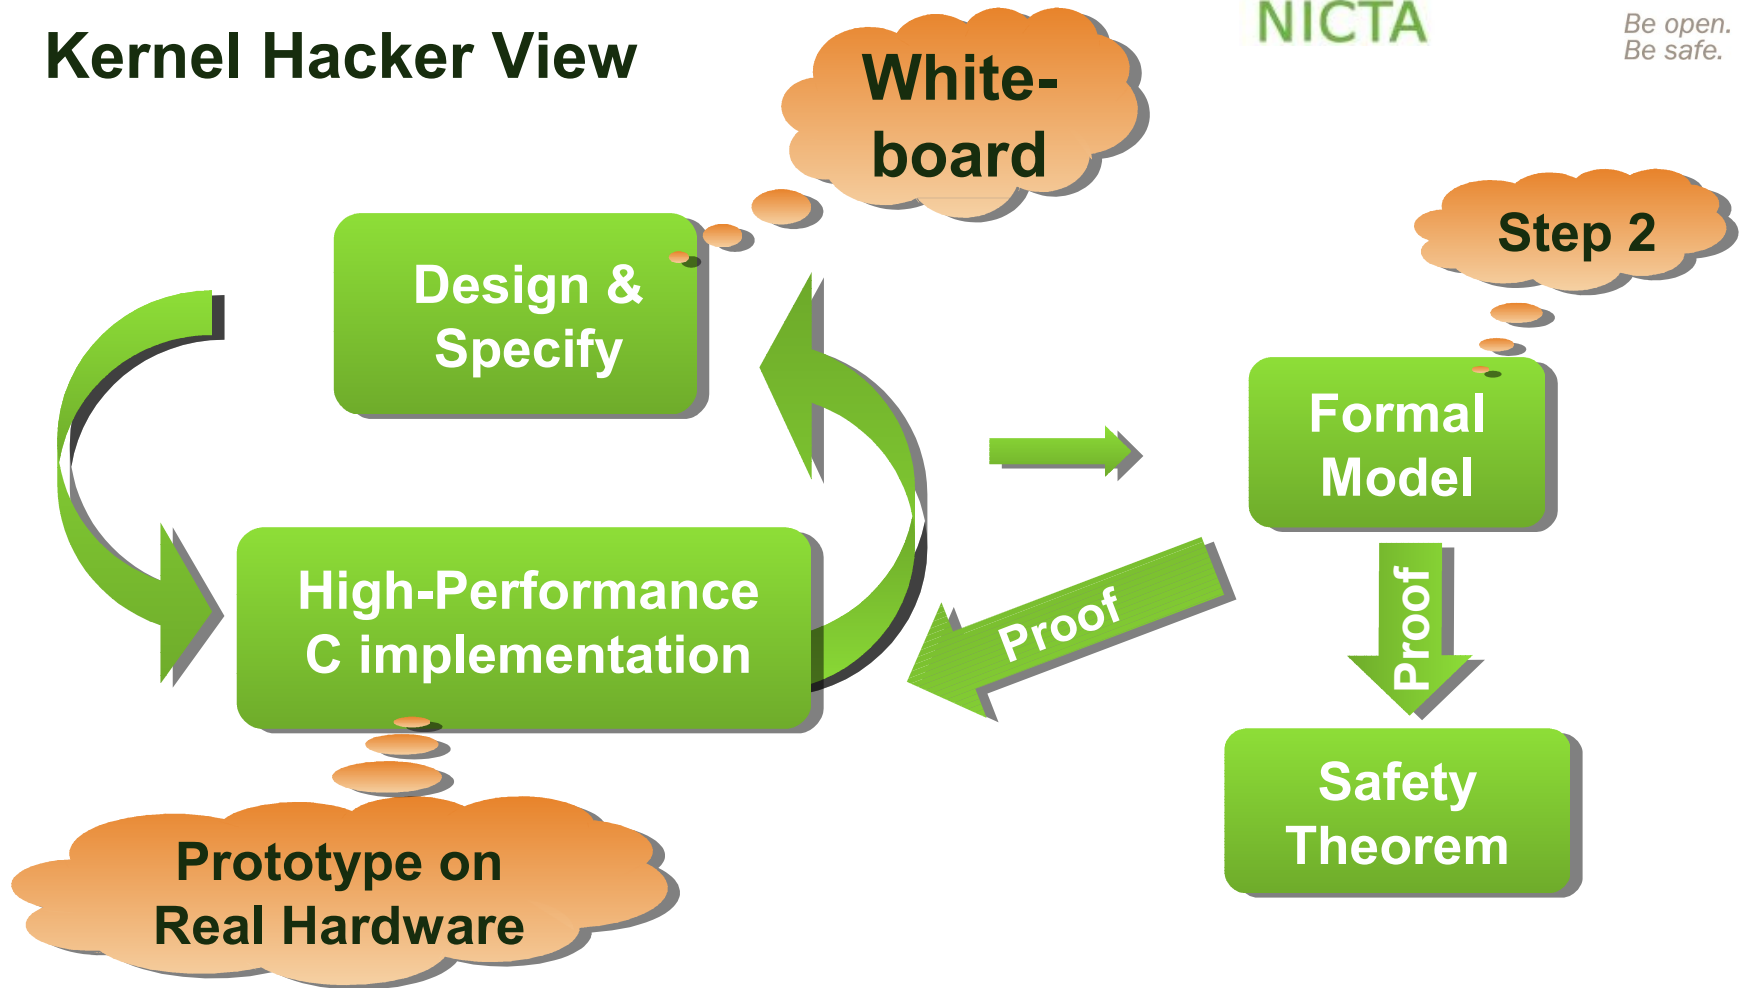 Kernel Hacker View
NICTA
Be open.
Be safe.
White-
board
Step 2
Design &
Specify
Formal
Model
High-Performance
C implementation
Proof
Proof
Safety
Theorem
Prototype on
Real Hardware